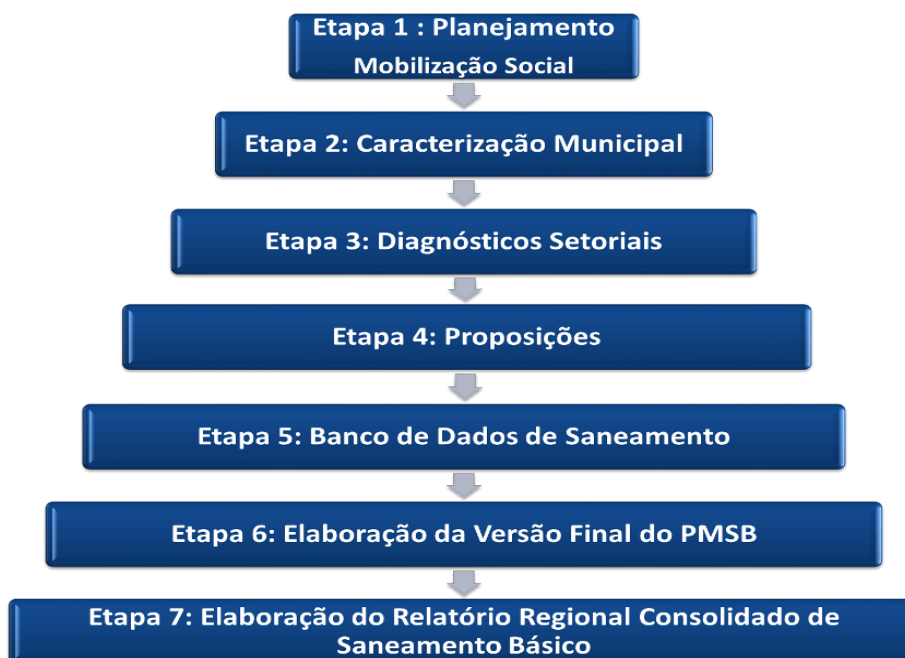 Etapa 1 : Planejamento
Mobilização Social
Etapa 2: Caracterização Municipal
Etapa 3: Diagnósticos Setoriais
Etapa 4: Proposições
Etapa 5: Banco de Dados de Saneamento
Etapa 6: Elaboração da Versão Final do PMSB
Etapa 7: Elaboração do Relatório Regional Consolidado de
Saneamento Básico